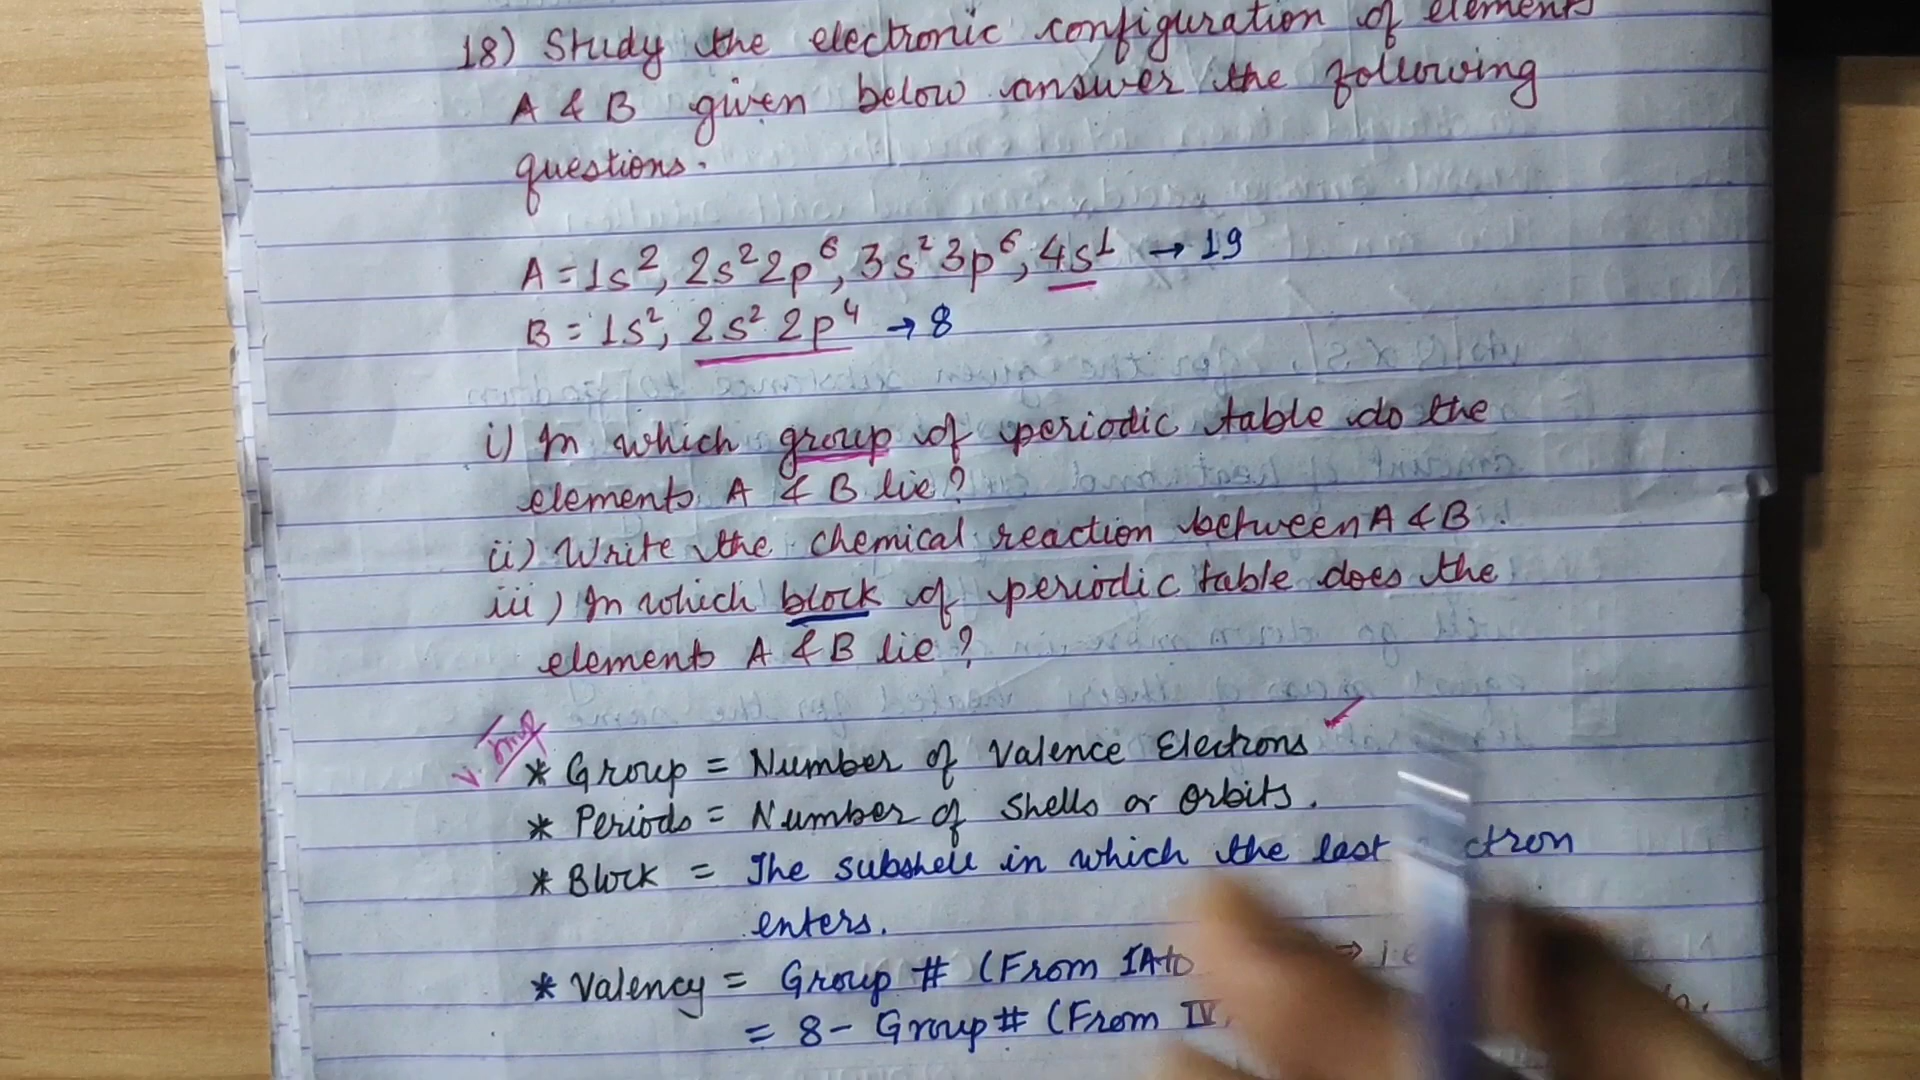 18) Study the electronic configuration of elements
A & B given below answer the following
questions.
A = 1s², 2s² 2p⁶, 3s² 3p⁶, 4s¹ → 19
B = 1s², 2s² 2p⁴ → 8
i) In which group of periodic table do the
elements A & B lie?
ii) Write the chemical reaction between A & B.
iii) In which block of periodic table does the
elements A & B lie?
V. Imp
* Group = Number of Valence Electrons ✓
* Periods = Number of Shells or Orbits.
* Block = The subshell in which the last
enters.
* Valency = Group # (From IA to
= 8 - Group # (From IV